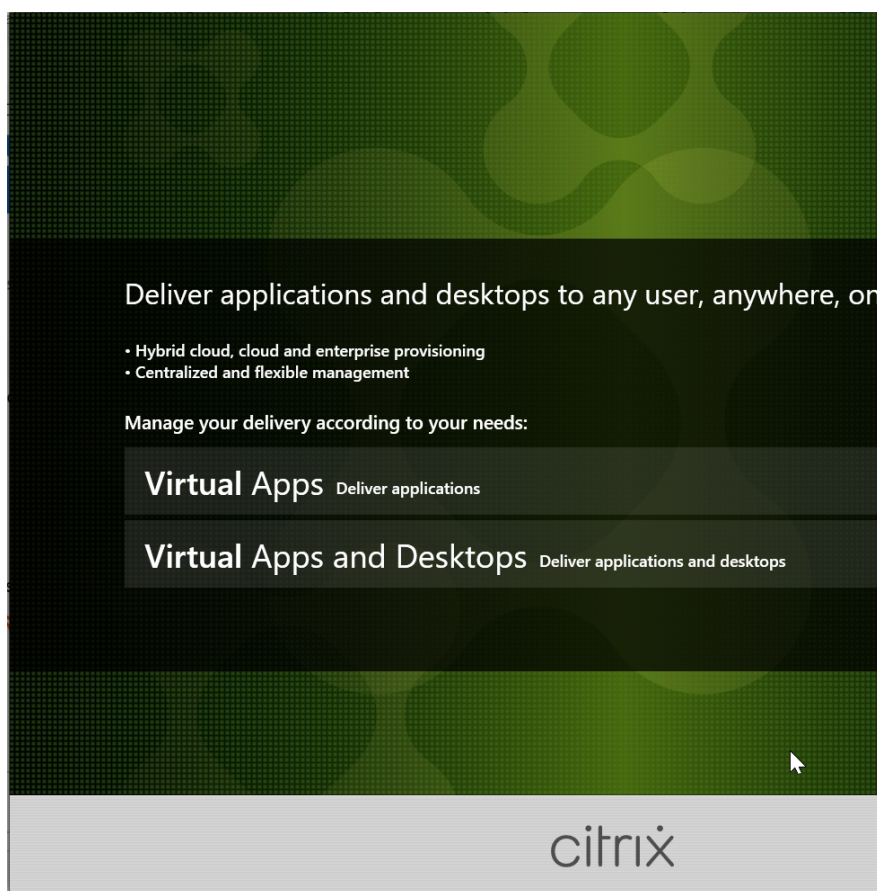 Deliver applications and desktops to any user, anywhere, on
• Hybrid cloud, cloud and enterprise provisioning
• Centralized and flexible management
Manage your delivery according to your needs:
Virtual Apps Deliver applications
Virtual Apps and Desktops Deliver applications and desktops
citrix